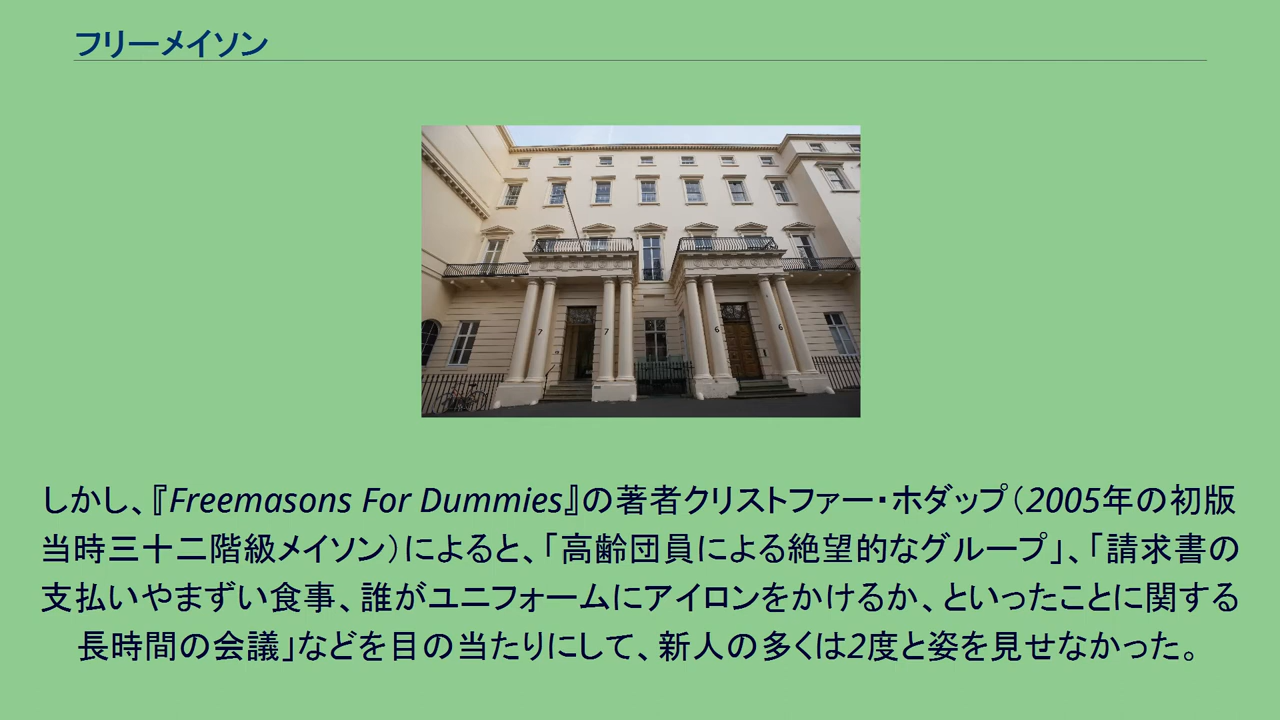 フリーメイソン
7
7
6
6
しかし、『Freemasons For Dummies』の著者クリストファー・ホダップ（2005年の初版
当時三十二階級メイソン）によると、「高齢団員による絶望的なグループ」、「請求書の
支払いやまずい食事、誰がユニフォームにアイロンをかけるか、といったことに関する
長時間の会議」などを目の当たりにして、新人の多くは2度と姿を見せなかった。